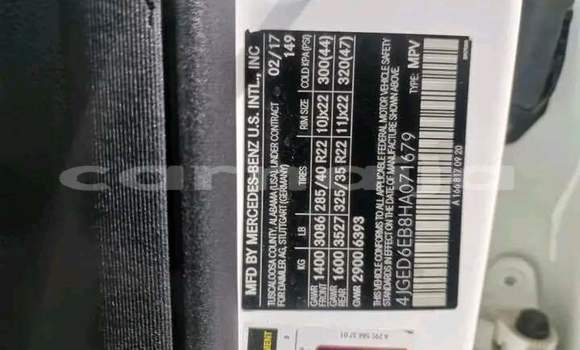 MFD BY MERCEDES-BENZ U.S. INTL., INC
TUSCALOOSA COUNTY, ALABAMA (USA), UNDER CONTRACT
FOR DAIMLER AG, STUTTGART (GERMANY)
02/17
149
KG LB TIRES RIM SIZE COLD KPA (PSI)
GAWR FRONT 1400 3086 285/40 R22 10Jx22 300(44)
GAWR REAR 1600 3527 325/35 R22 11Jx22 320(47)
GVWR 2900 6393
THIS VEHICLE CONFORMS TO ALL APPLICABLE FEDERAL MOTOR VEHICLE SAFETY
STANDARDS IN EFFECT ON THE DATE OF MANUFACTURE SHOWN ABOVE.
4JGED6EB8HA071679 TYPE: MPV
A 166 817 09 20